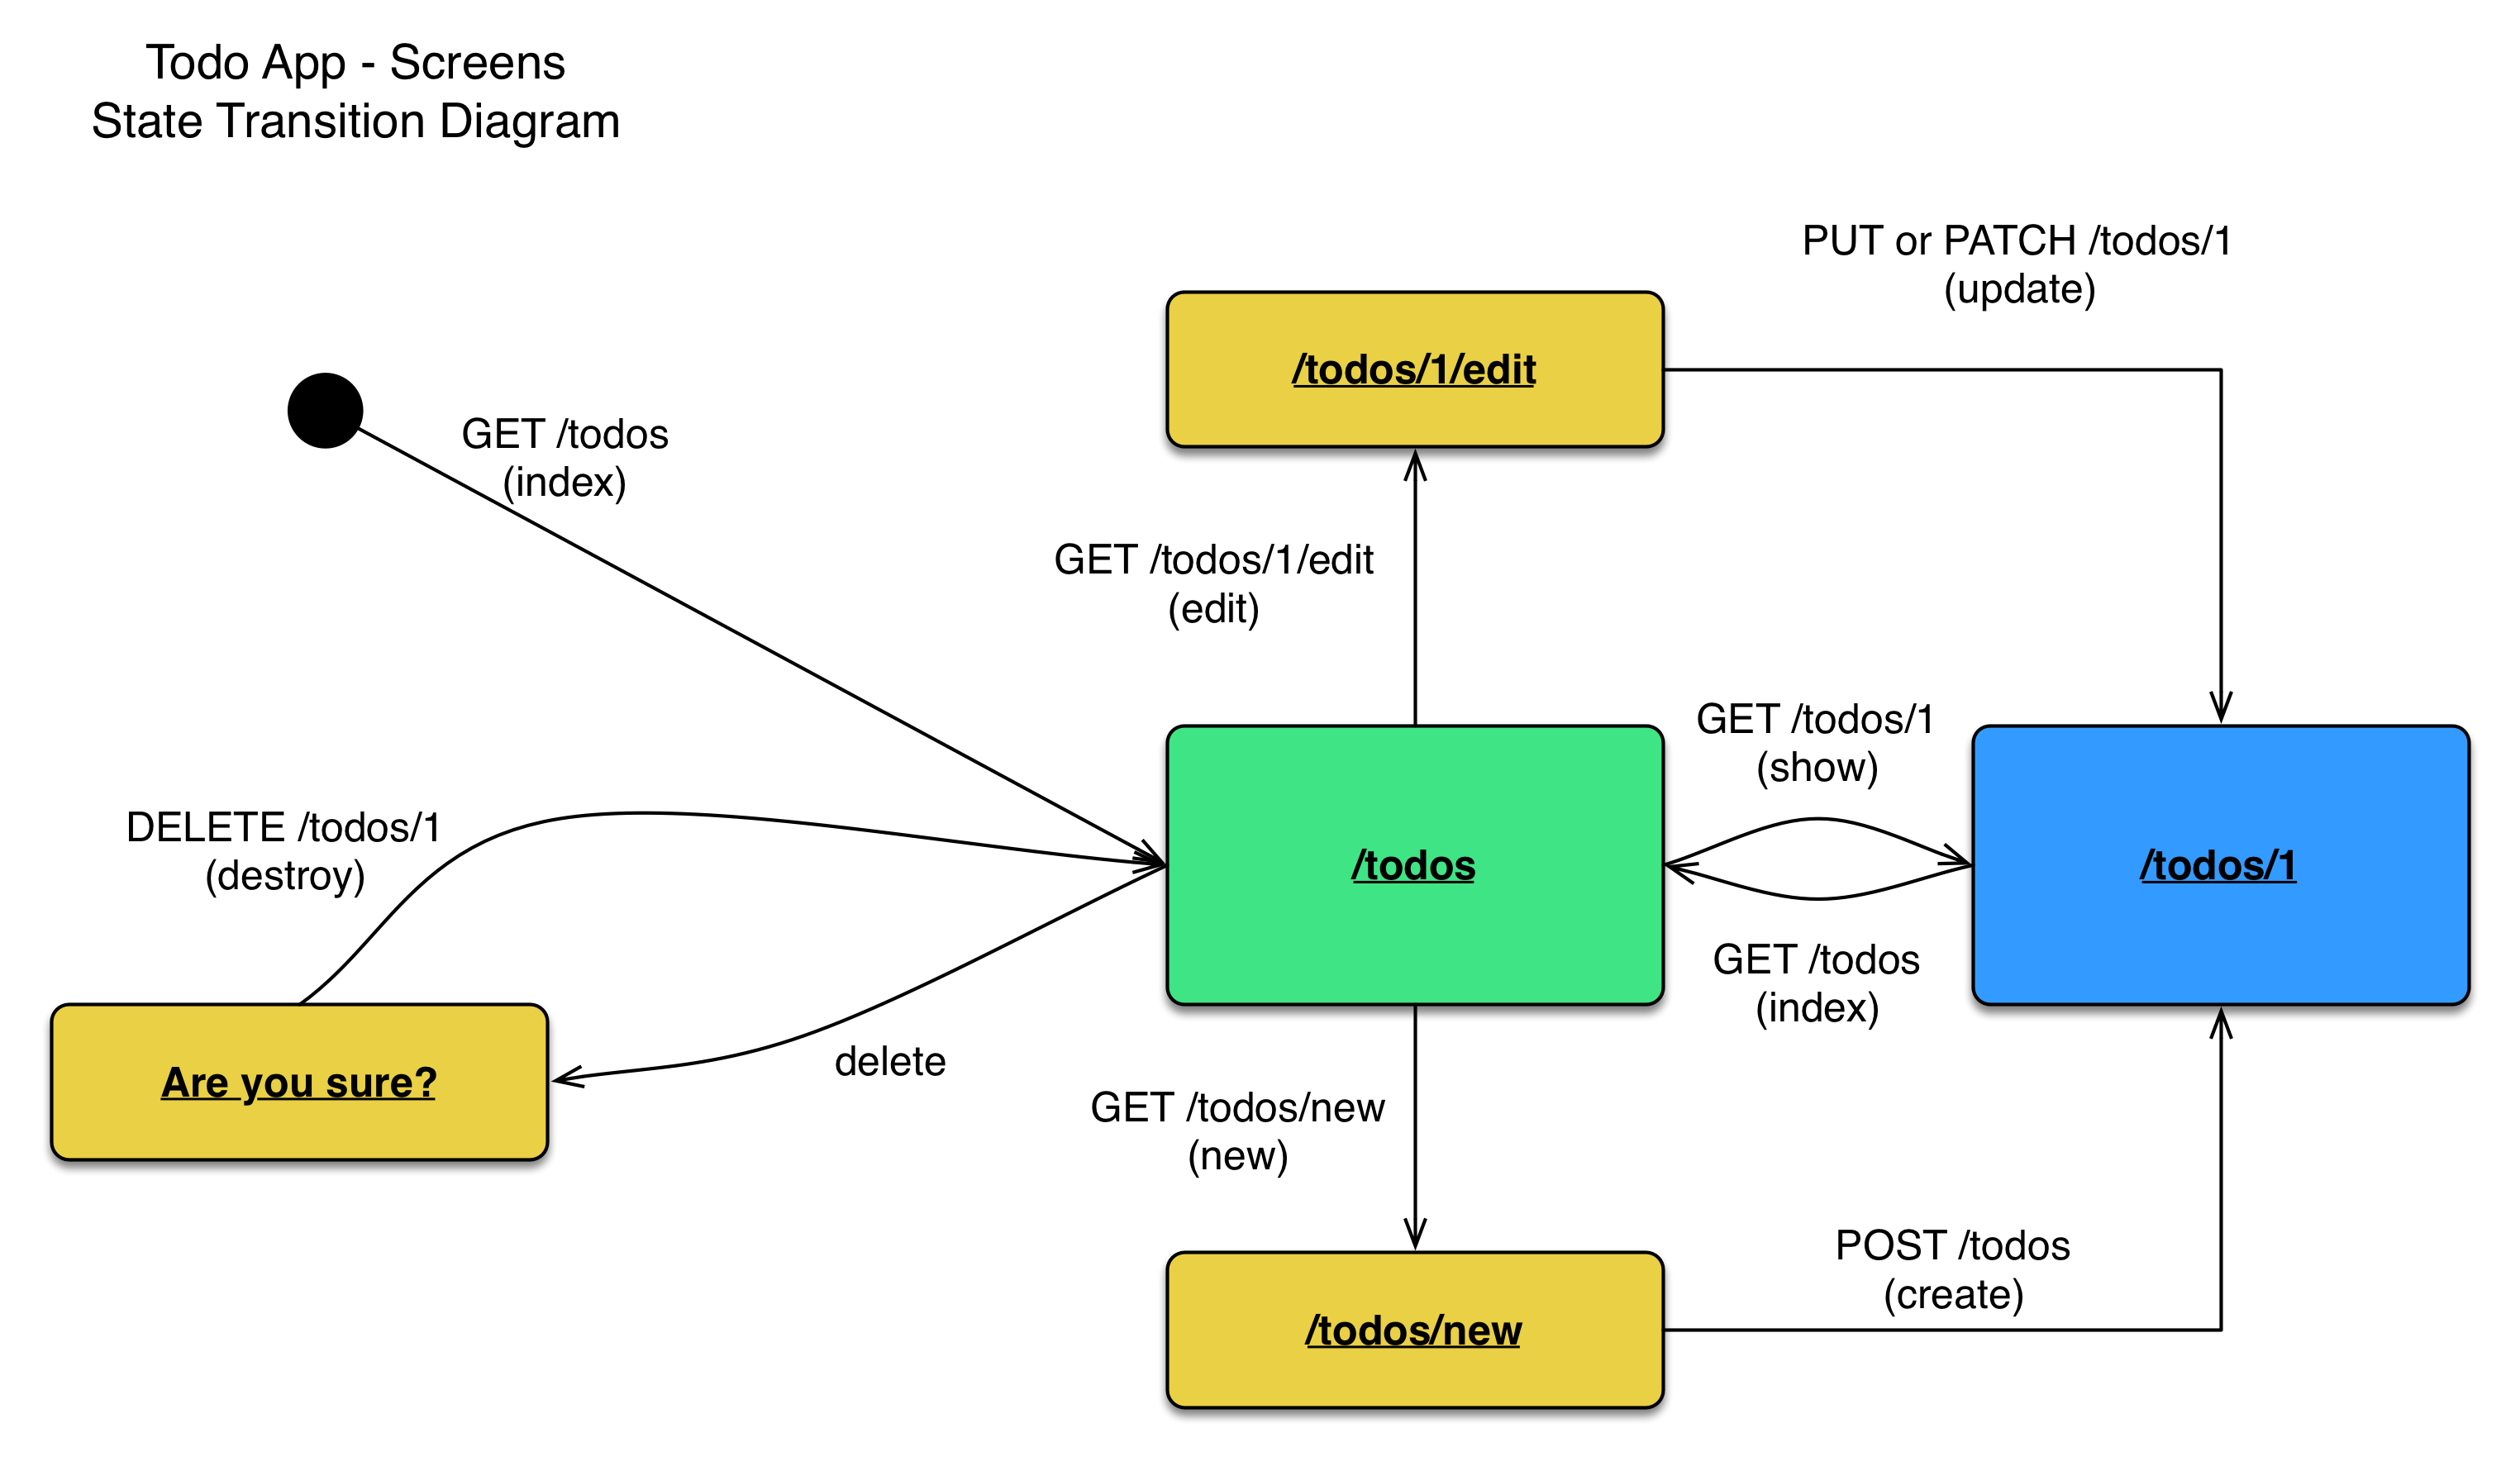 Todo App - Screens
State Transition Diagram
PUT or PATCH /todos/1
(update)
/todos/1/edit
GET /todos
(index)
GET /todos/1/edit
(edit)
GET /todos/1
(show)
DELETE /todos/1
(destroy)
/todos
/todos/1
GET /todos
(index)
delete
Are you sure?
GET /todos/new
(new)
POST /todos
(create)
/todos/new